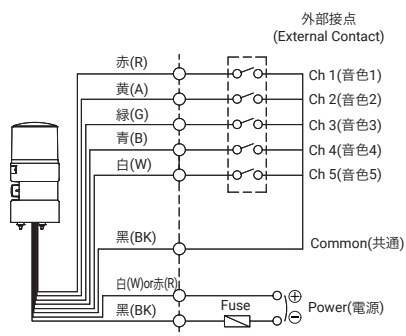 外部接点
(External Contact)
赤(R)
Ch 1(音色1)
黄(A)
Ch 2(音色2)
緑(G)
Ch 3(音色3)
青(B)
Ch 4(音色4)
白(W)
Ch 5(音色5)
黒(BK)
Common(共通)
白(W)or赤(R)
Fuse
⊕
Power(電源)
黒(BK)
⊖